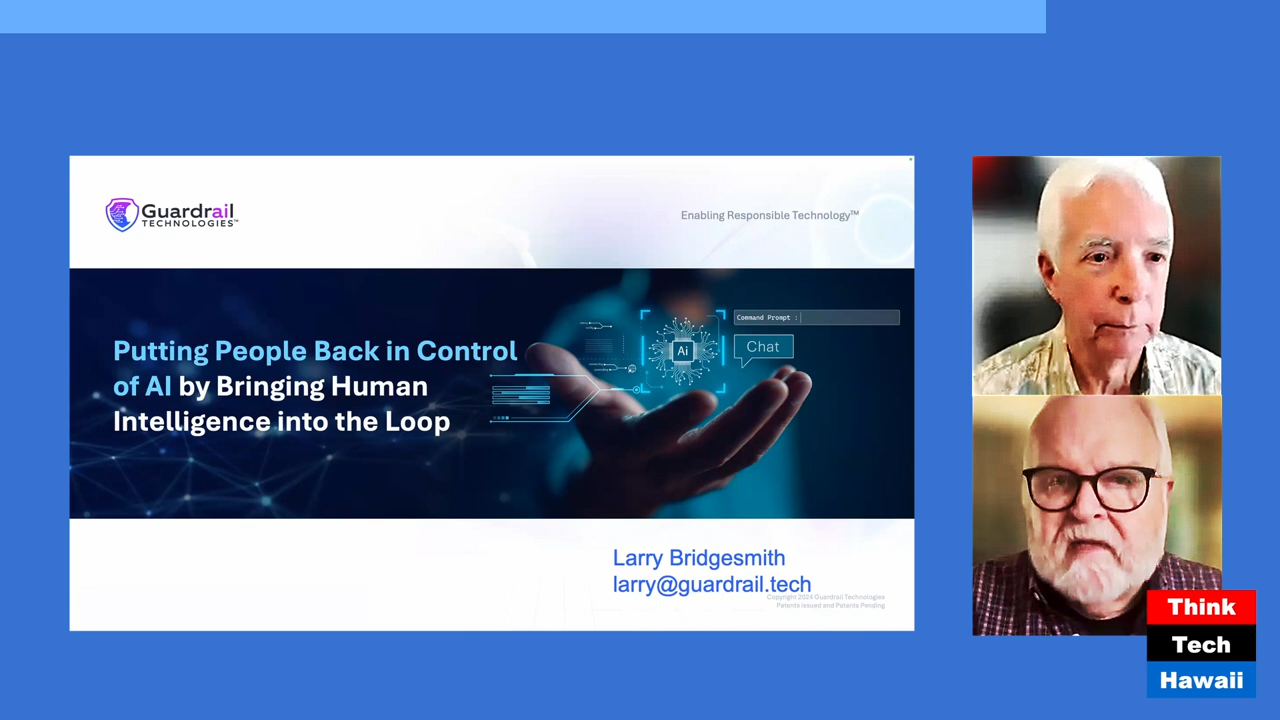 Guardrail
TECHNOLOGIES™
Enabling Responsible Technology™
Putting People Back in Control
of AI by Bringing Human
Intelligence into the Loop
Command Prompt :
Ai
Chat
Larry Bridgesmith
larry@guardrail.tech
Copyright 2024 Guardrail Technologies
Patents Issued and Patents Pending
Think
Tech
Hawaii